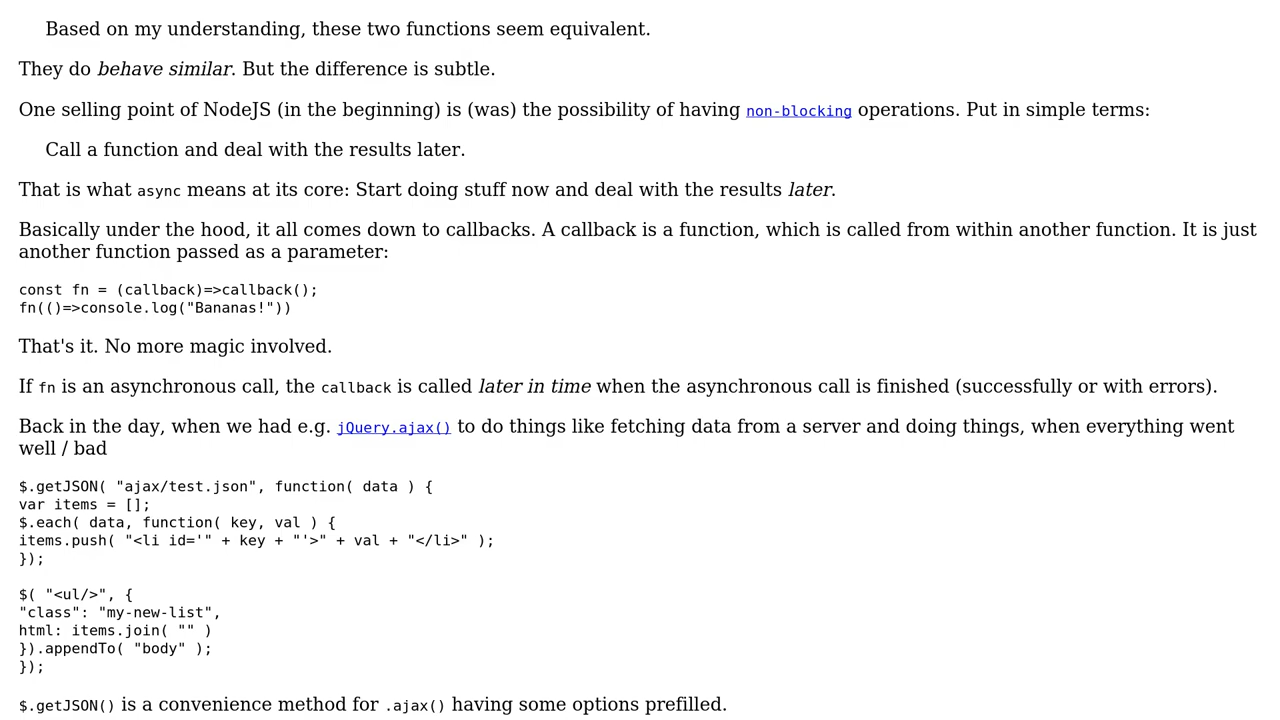 Based on my understanding, these two functions seem equivalent.
They do behave similar. But the difference is subtle.
One selling point of NodeJS (in the beginning) is (was) the possibility of having non-blocking operations. Put in simple terms:
Call a function and deal with the results later.
That is what async means at its core: Start doing stuff now and deal with the results later.
Basically under the hood, it all comes down to callbacks. A callback is a function, which is called from within another function. It is just
another function passed as a parameter:
const fn = (callback)=>callback();
fn(()=>console.log("Bananas!"))
That's it. No more magic involved.
If fn is an asynchronous call, the callback is called later in time when the asynchronous call is finished (successfully or with errors).
Back in the day, when we had e.g. jQuery.ajax() to do things like fetching data from a server and doing things, when everything went
well / bad
$.getJSON( "ajax/test.json", function( data ) {
var items = [];
$.each( data, function( key, val ) {
items.push( "<li id='" + key + "'>" + val + "</li>" );
});
$( "<ul/>", {
"class": "my-new-list",
html: items.join( "" )
}).appendTo( "body" );
});
$.getJSON() is a convenience method for .ajax() having some options prefilled.